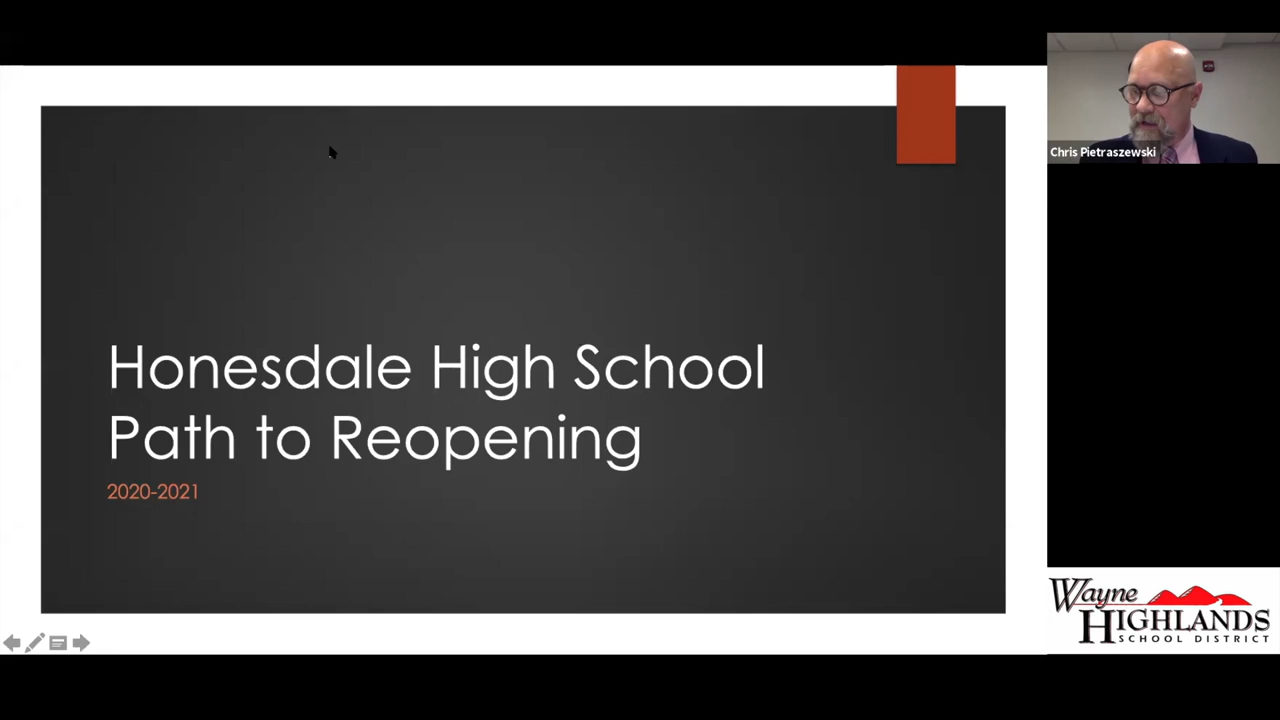 Honesdale High School
Path to Reopening
2020-2021
Chris Pietraszewski
Wayne
HIGHLANDS
SCHOOL DISTRICT